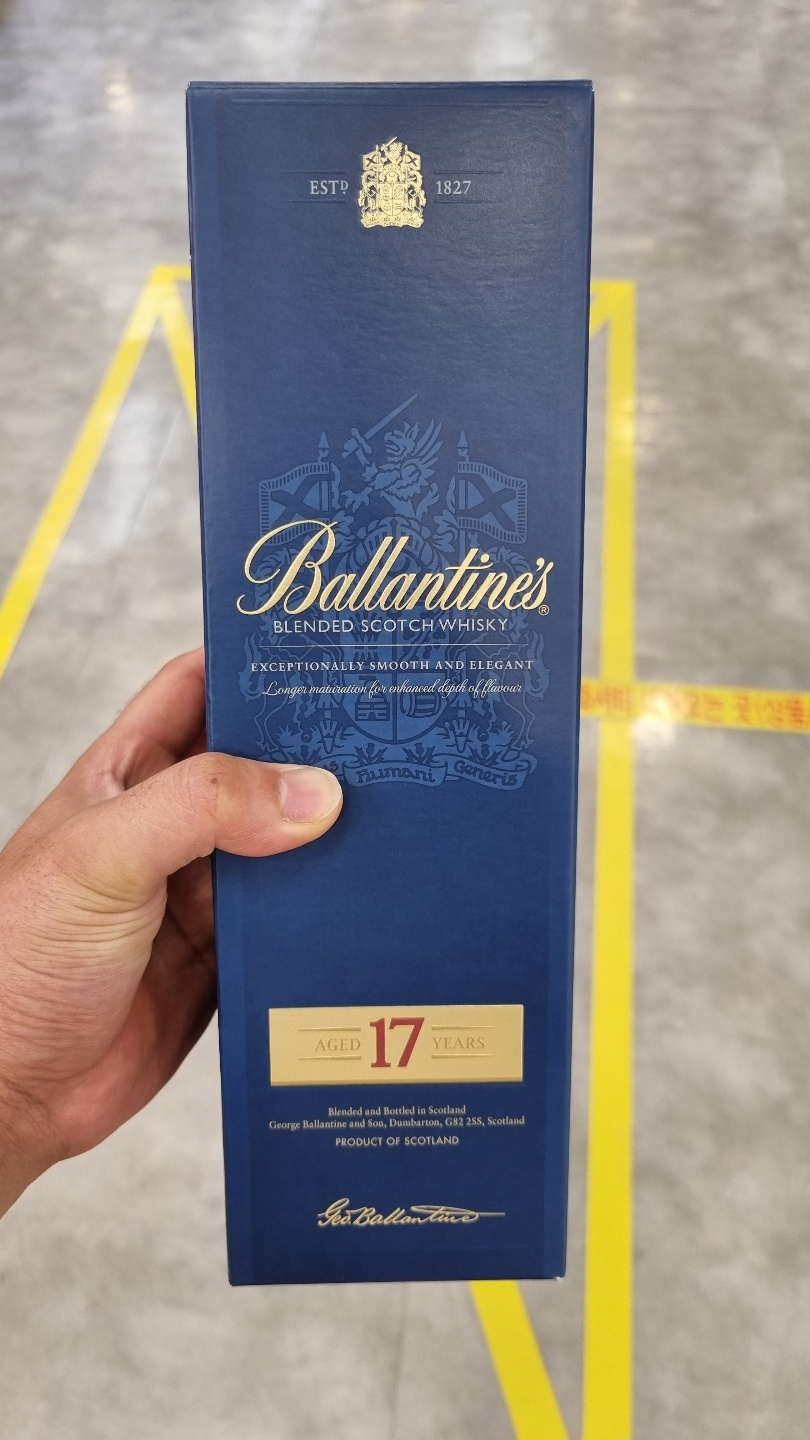 ESTD 1827
Ballantine's®
BLENDED SCOTCH WHISKY
EXCEPTIONALLY SMOOTH AND ELEGANT
Longer maturation for enhanced depth of flavour
Humani Generis
AGED 17 YEARS
Blended and Bottled in Scotland
George Ballantine and Son, Dumbarton, G82 2SS, Scotland
PRODUCT OF SCOTLAND
Geo. Ballantine